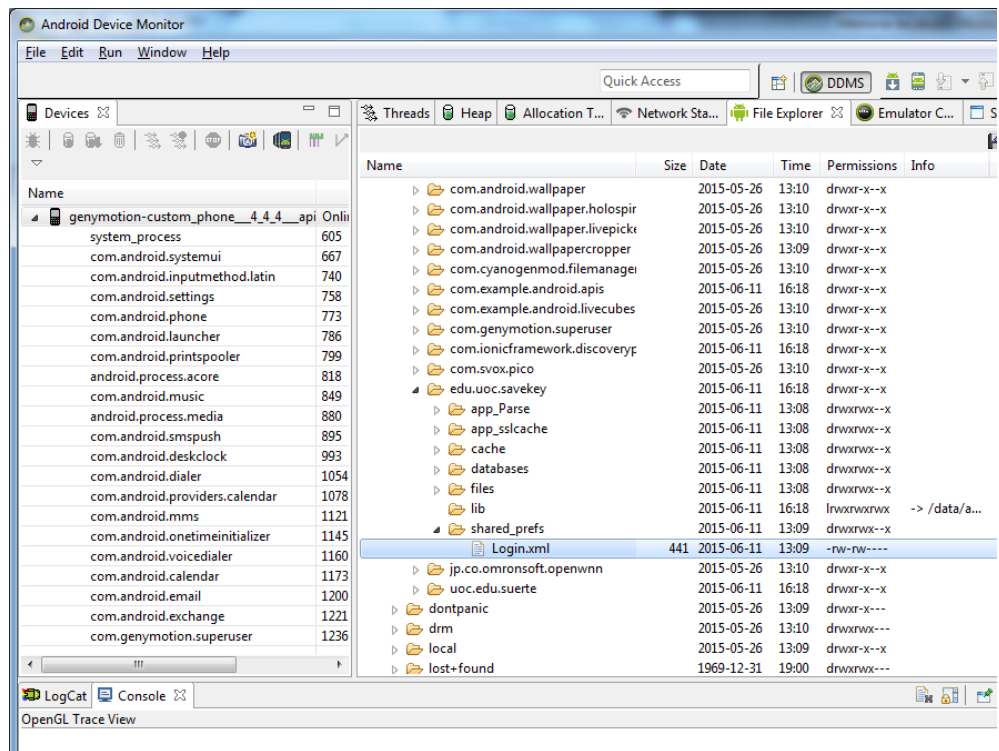 Android Device Monitor
File Edit Run Window Help
Quick Access
DDMS
Devices
Threads Heap Allocation T... Network Sta... File Explorer Emulator C... S
Name
genymotion-custom_phone__4_4_4__api Onli
system_process 605
com.android.systemui 667
com.android.inputmethod.latin 740
com.android.settings 758
com.android.phone 773
com.android.launcher 786
com.android.printspooler 799
android.process.acore 818
com.android.music 849
android.process.media 880
com.android.smspush 895
com.android.deskclock 993
com.android.dialer 1054
com.android.providers.calendar 1078
com.android.mms 1121
com.android.onetimeinitializer 1145
com.android.voicedialer 1160
com.android.calendar 1173
com.android.email 1200
com.android.exchange 1221
com.genymotion.superuser 1236
Name Size Date Time Permissions Info
com.android.wallpaper 2015-05-26 13:10 drwxr-x--x
com.android.wallpaper.holospir 2015-05-26 13:10 drwxr-x--x
com.android.wallpaper.livepicke 2015-05-26 13:10 drwxr-x--x
com.android.wallpapercropper 2015-05-26 13:09 drwxr-x--x
com.cyanogenmod.filemanager 2015-05-26 13:10 drwxr-x--x
com.example.android.apis 2015-06-11 16:18 drwxr-x--x
com.example.android.livecubes 2015-05-26 13:10 drwxr-x--x
com.genymotion.superuser 2015-05-26 13:10 drwxr-x--x
com.ionicframework.discoveryp 2015-06-11 16:18 drwxr-x--x
com.svox.pico 2015-05-26 13:10 drwxr-x--x
edu.uoc.savekey 2015-06-11 16:18 drwxr-x--x
app_Parse 2015-06-11 13:08 drwxrwx--x
app_sslcache 2015-06-11 13:08 drwxrwx--x
cache 2015-06-11 13:08 drwxrwx--x
databases 2015-06-11 13:08 drwxrwx--x
files 2015-06-11 13:08 drwxrwx--x
lib 2015-06-11 16:18 lrwxrwxrwx -> /data/a...
shared_prefs 2015-06-11 13:09 drwxrwx--x
Login.xml 441 2015-06-11 13:09 -rw-rw----
jp.co.omronsoft.openwnn 2015-05-26 13:10 drwxr-x--x
uoc.edu.suerte 2015-06-11 16:18 drwxr-x--x
dontpanic 2015-05-26 13:09 drwxr-x---
drm 2015-05-26 13:10 drwxrwx---
local 2015-05-26 13:09 drwxr-x--x
lost+found 1969-12-31 19:00 drwxrwx---
LogCat Console
OpenGL Trace View